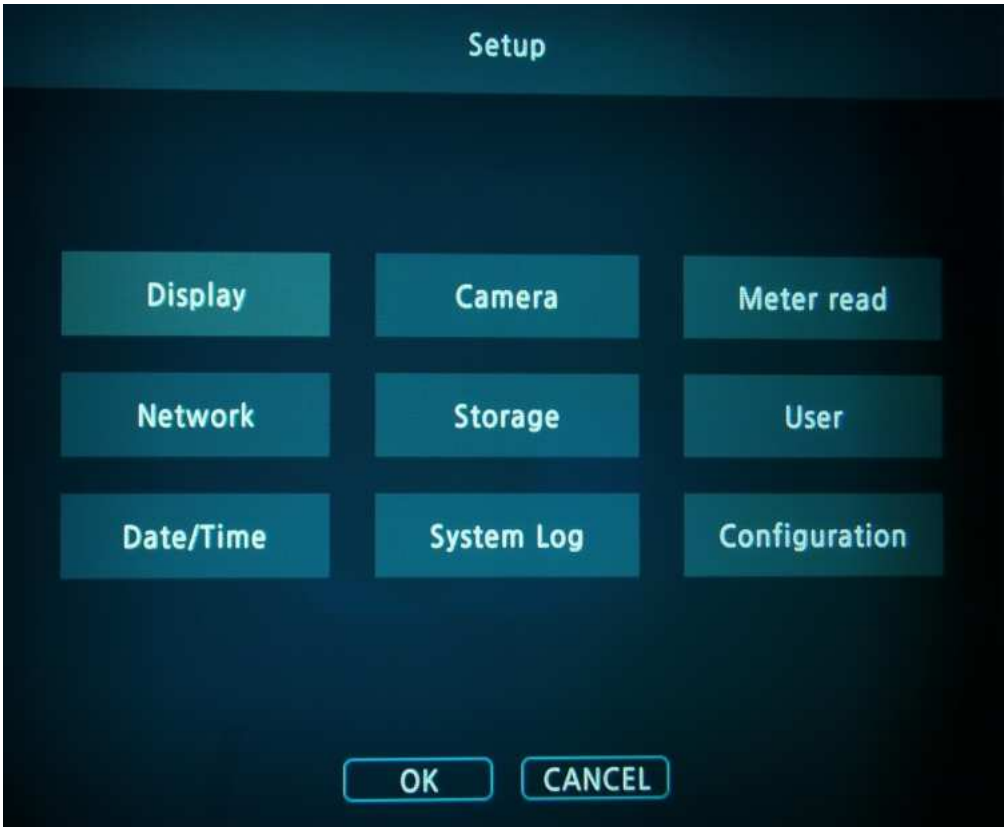 Setup
Display
Camera
Meter read
Network
Storage
User
Date/Time
System Log
Configuration
OK
CANCEL